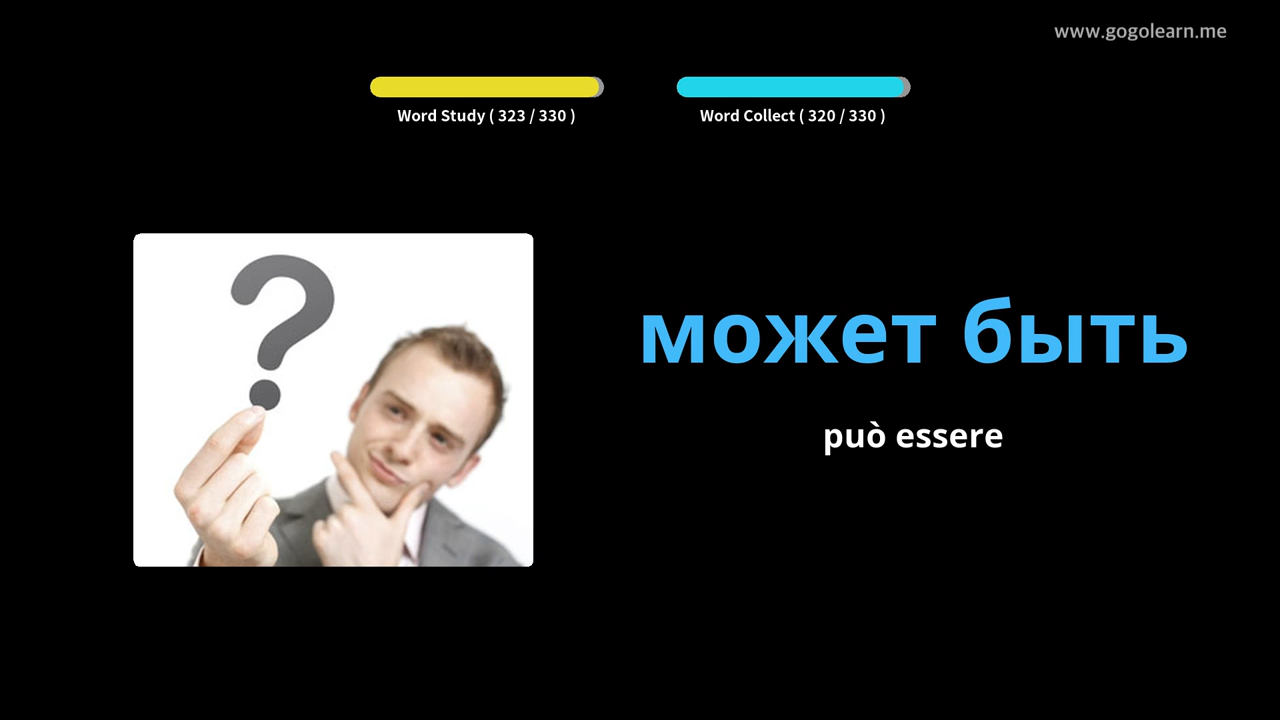 www.gogolearn.me
Word Study ( 323 / 330 )
Word Collect ( 320 / 330 )
может быть
può essere